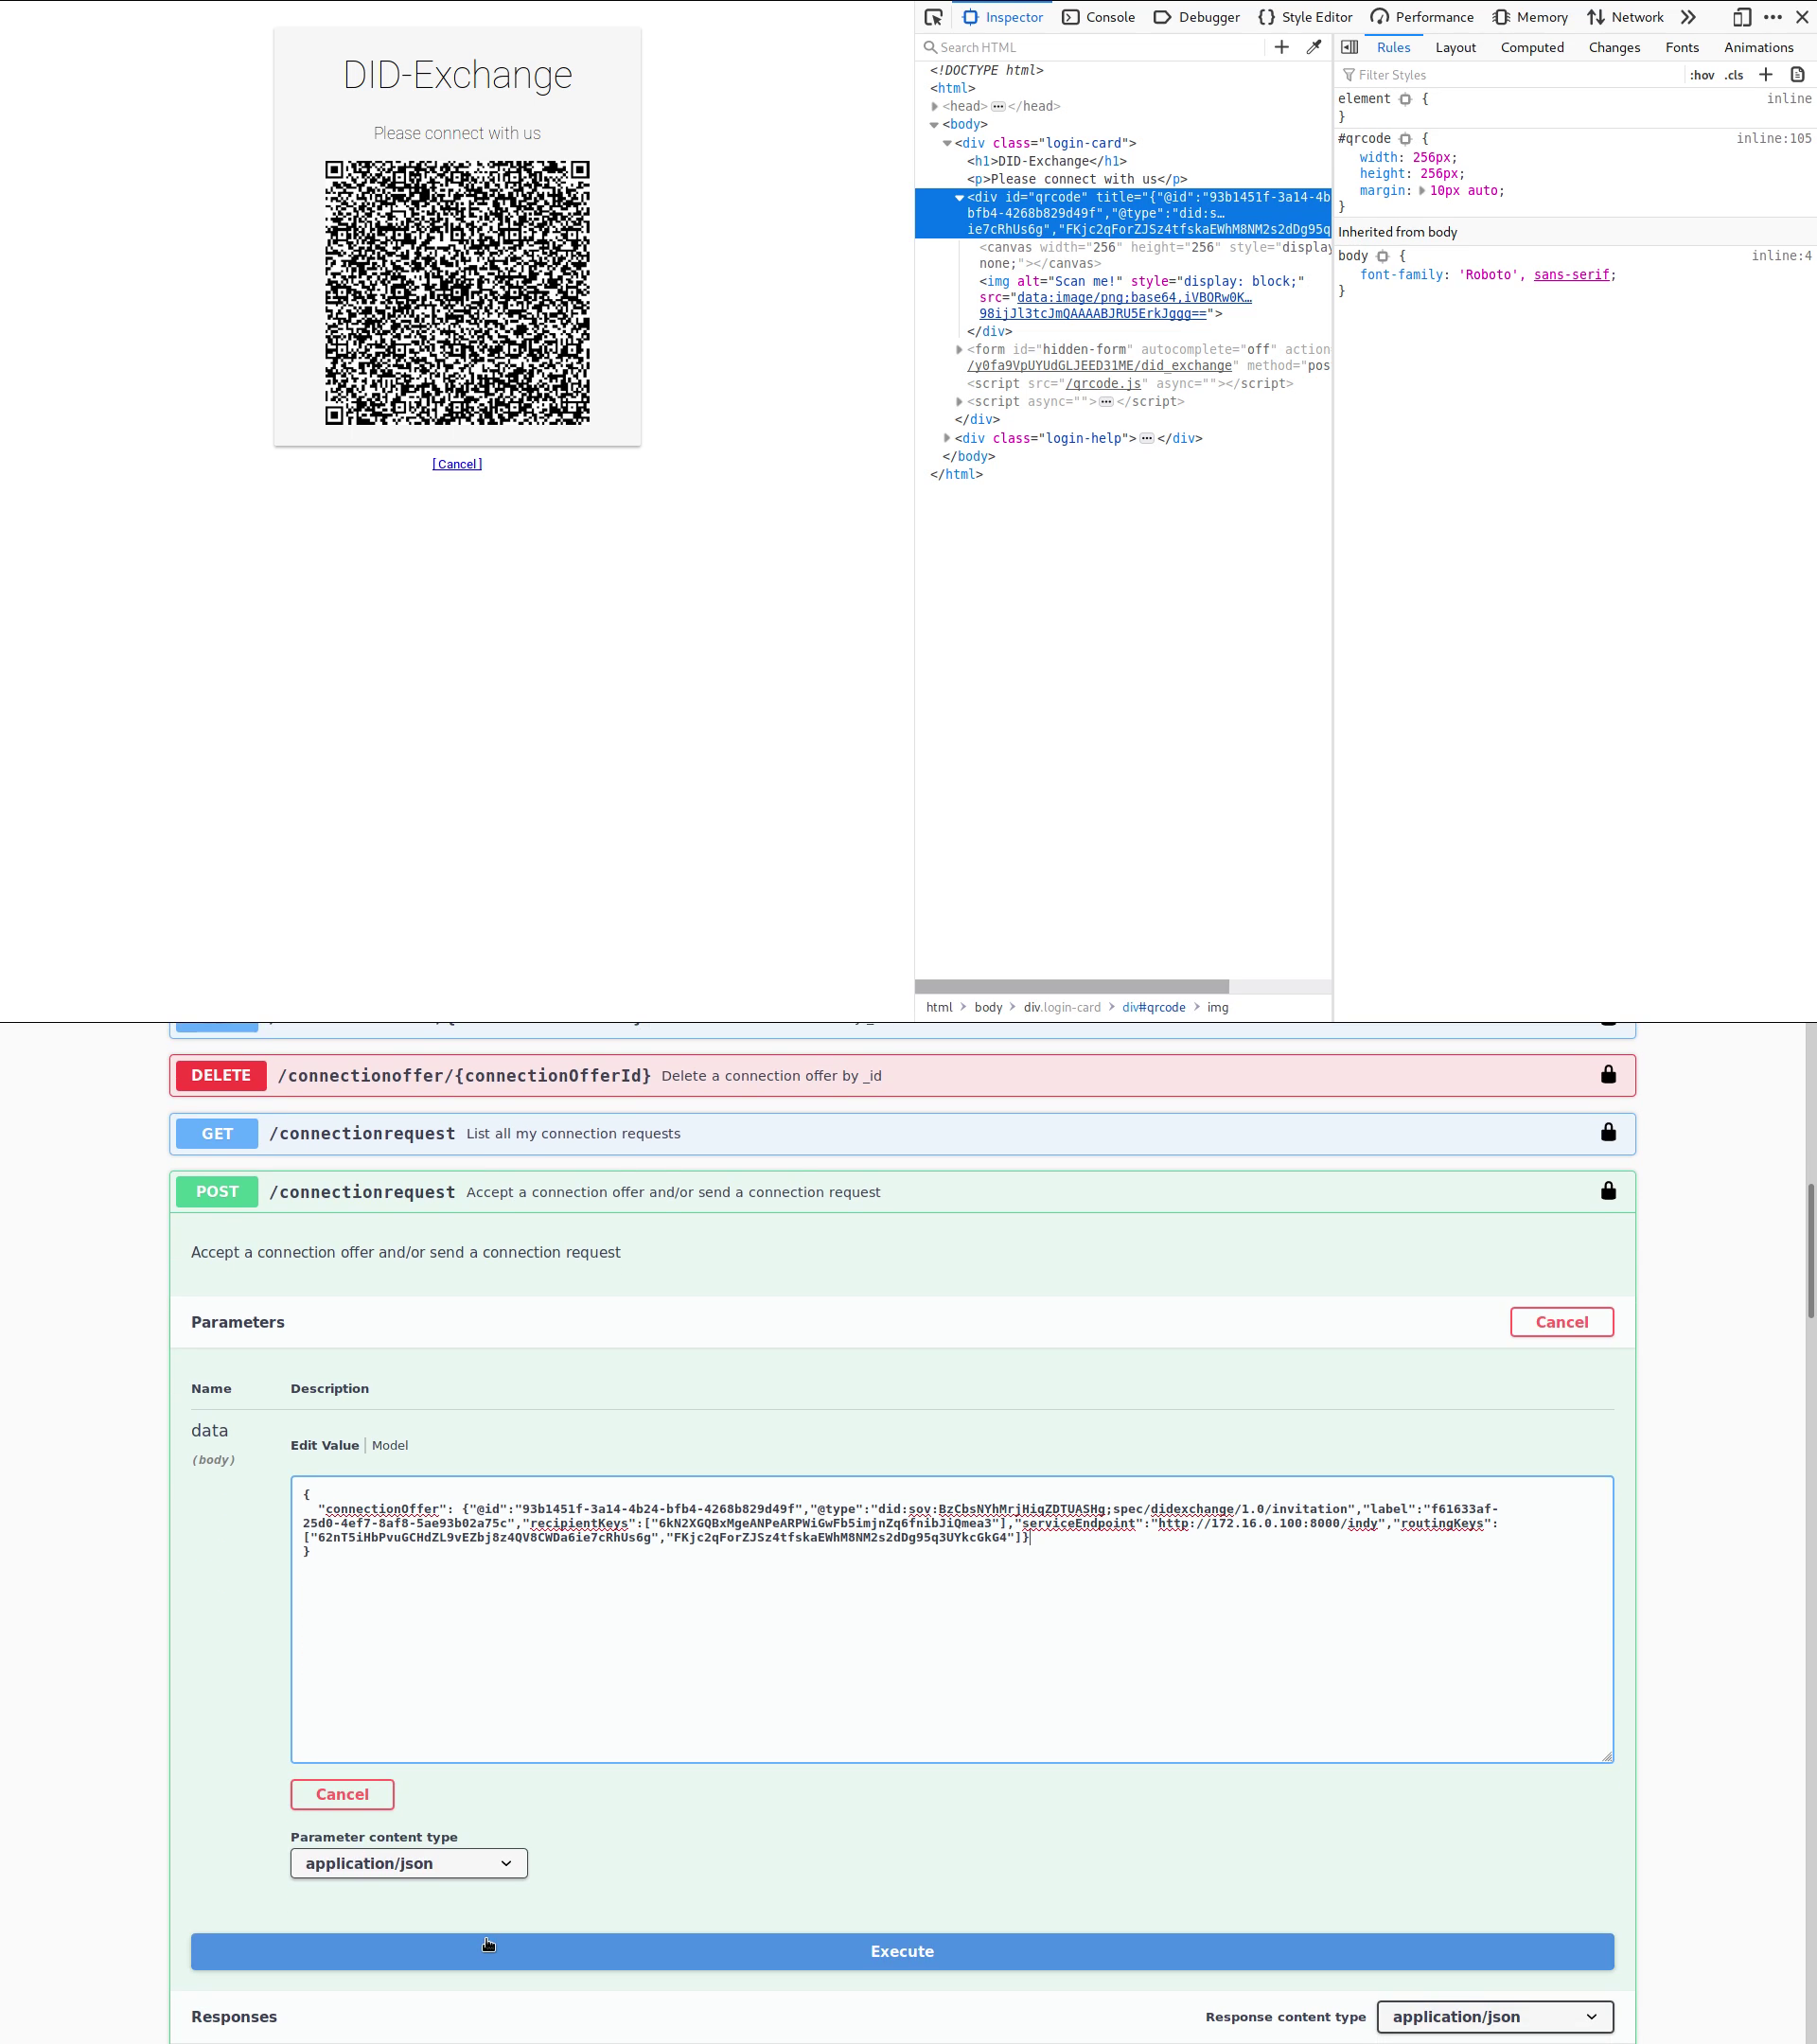 DID-Exchange
Please connect with us
[ Cancel ]
Inspector Console Debugger Style Editor Performance Memory Network
Search HTML
<!DOCTYPE html>
<html>
<head> ••• </head>
<body>
<div class="login-card">
<h1>DID-Exchange</h1>
<p>Please connect with us</p>
<div id="qrcode" title="{"@id":"93b1451f-3a14-4b
bfb4-4268b829d49f","@type":"did:s…
ie7cRhUs6g","FKjc2qForZJSz4tfskaEWhM8NM2s2dDg95q
<canvas width="256" height="256" style="display
none;"></canvas>
<img alt="Scan me!" style="display: block;"
src="data:image/png;base64,iVBORw0K…
98ijJl3tcJmQAAAABJRU5ErkJggg==">
</div>
<form id="hidden-form" autocomplete="off" action
/y0fa9VpUYUdGLJEED31ME/did_exchange" method="pos
<script src="/qrcode.js" async=""></script>
<script async=""> ••• </script>
</div>
<div class="login-help"> ••• </div>
</body>
</html>
html > body > div.login-card > div#qrcode > img
Rules Layout Computed Changes Fonts Animations
Filter Styles :hov .cls +
element { inline
}
#qrcode { inline:105
width: 256px;
height: 256px;
margin: 10px auto;
}
Inherited from body
body { inline:4
font-family: 'Roboto', sans-serif;
}
DELETE /connectionoffer/{connectionOfferId} Delete a connection offer by _id
GET /connectionrequest List all my connection requests
POST /connectionrequest Accept a connection offer and/or send a connection request
Accept a connection offer and/or send a connection request
Parameters Cancel
Name Description
data
(body)
Edit Value | Model
{
"connectionOffer": {"@id":"93b1451f-3a14-4b24-bfb4-4268b829d49f","@type":"did:sov:BzCbsNYhMrjHiqZDTUASHg;spec/didexchange/1.0/invitation","label":"f61633af-
25d0-4ef7-8af8-5ae93b02a75c","recipientKeys":["6kN2XGQBxMgeANPeARPWiGwFb5imjnZq6fnibJiQmea3"],"serviceEndpoint":"http://172.16.0.100:8000/indy","routingKeys":
["62nT5iHbPvuGCHdZL9vEZbj8z4QV8CWDa6ie7cRhUs6g","FKjc2qForZJSz4tfskaEWhM8NM2s2dDg95q3UYkcGkG4"]}
}
Cancel
Parameter content type
application/json
Execute
Responses Response content type application/json